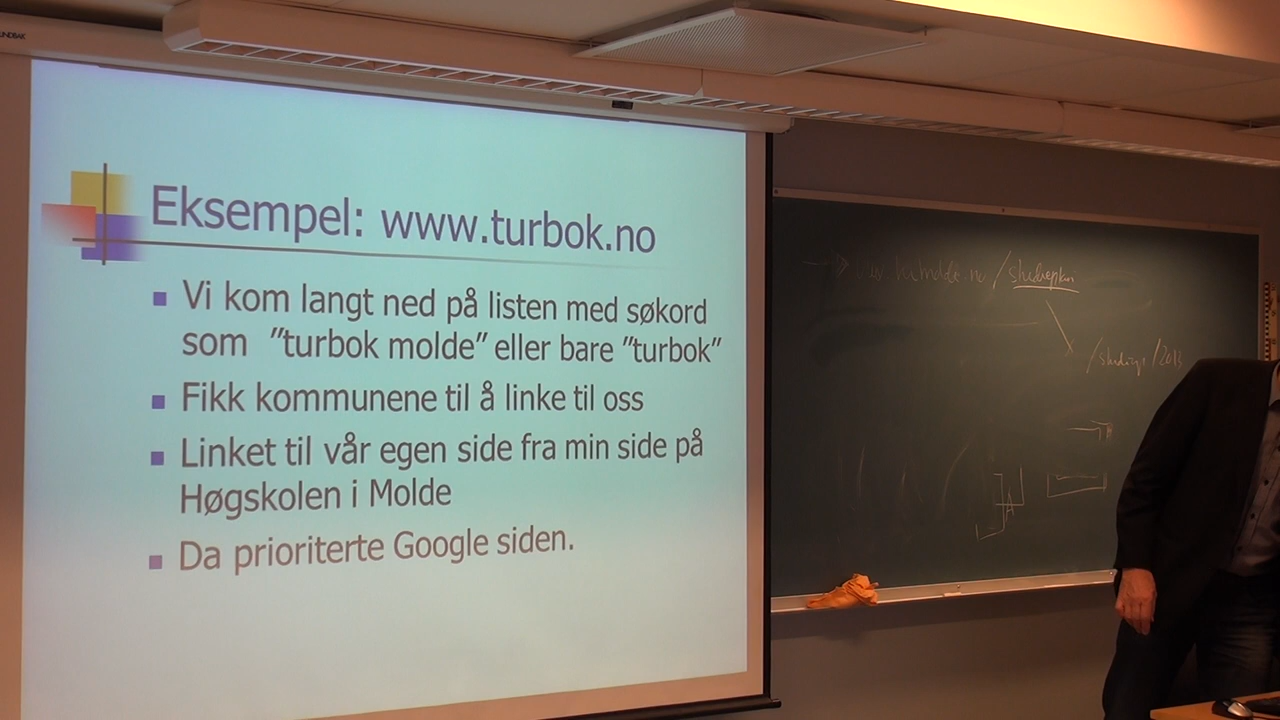 Eksempel: www.turbok.no
Vi kom langt ned på listen med søkord
som "turbok molde" eller bare "turbok"
Fikk kommunene til å linke til oss
Linket til vår egen side fra min side på
Høgskolen i Molde
Da prioriterte Google siden.
/2013